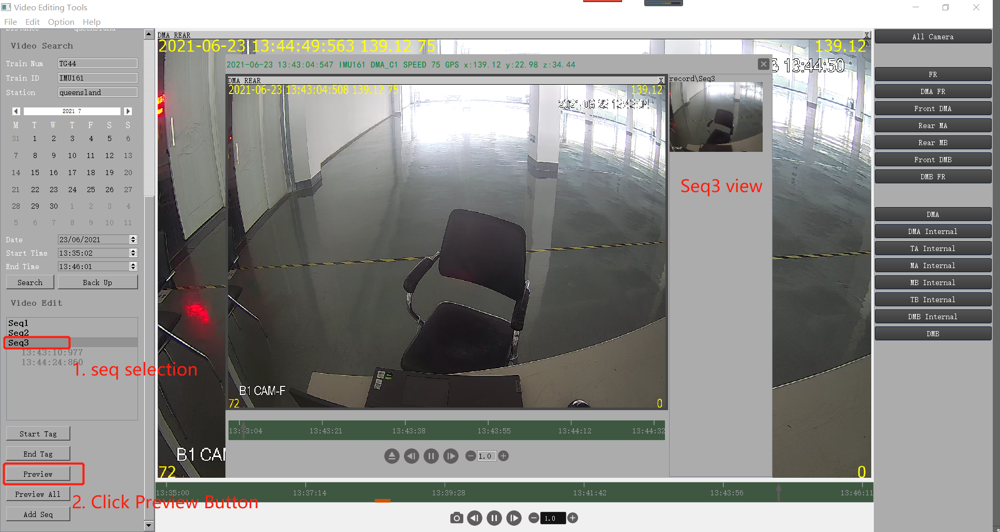 Video Editing Tools
File Edit Option Help
Distance queensland
Video Search
Train Num TG44
Train ID IMU161
Station queensland
2021 7
M T W T F S S
31 1 2 3 4 5 6
7 8 9 10 11 12 13
14 15 16 17 18 19 20
21 22 23 24 25 26 27
28 29 30 1 2 3 4
5 6 7 8 9 10 11
Date 23/06/2021
Start Time 13:35:02
End Time 13:46:01
Search Back Up
Video Edit
Seq1
Seq2
Seq3
13:43:10:977
13:44:24:860
1. seq selection
Start Tag
End Tag
Preview
Preview All
2. Click Preview Button
Add Seq
DMA REAR X
2021-06-23 13:44:49:563 139.12 75 139.12
3 13:44:50
2021-06-23 13:43:04:547 IMU161 DMA_C1 SPEED 75 GPS x:139.12 y:22.98 z:34.44
DMA REAR X
2021-06-23 13:43:04:508 139.12 75 139.12
2021-06-23 13:43:04
B1 CAM-F
72 0
record\Seq3
Seq3 view
13:43:04 13:43:21 13:43:38 13:43:55 13:44:12 13:44:32
1.0
B1 CAM
72 0
13:35:00 13:37:14 13:39:28 13:41:42 13:43:56 13:46:11
1.0
All Camera
FR
DMA FR
Front DMA
Rear MA
Rear MB
Front DMB
DMB FR
DMA
DMA Internal
TA Internal
MA Internal
MB Internal
TB Internal
DMB Internal
DMB